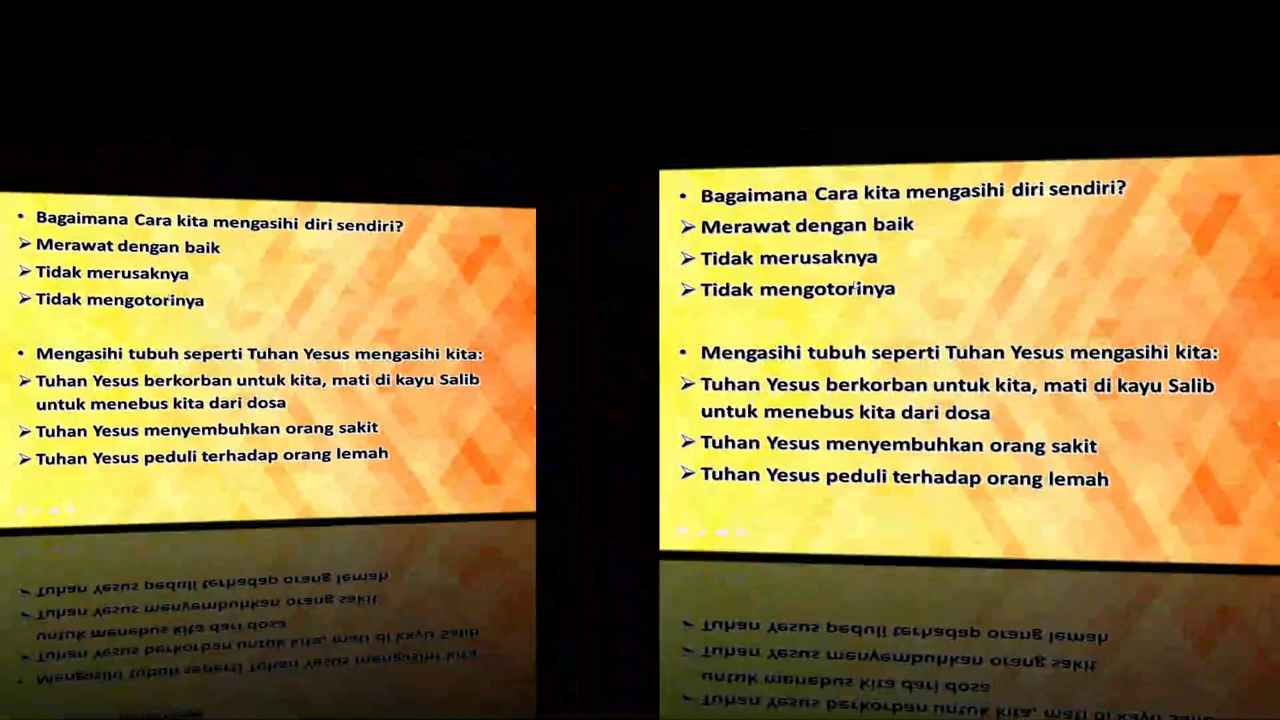 • Bagaimana Cara kita mengasihi diri sendiri?
➢ Merawat dengan baik
➢ Tidak merusaknya
➢ Tidak mengotorinya
• Mengasihi tubuh seperti Tuhan Yesus mengasihi kita:
➢ Tuhan Yesus berkorban untuk kita, mati di kayu Salib
untuk menebus kita dari dosa
➢ Tuhan Yesus menyembuhkan orang sakit
➢ Tuhan Yesus peduli terhadap orang lemah
• Bagaimana Cara kita mengasihi diri sendiri?
➢ Merawat dengan baik
➢ Tidak merusaknya
➢ Tidak mengotorinya
• Mengasihi tubuh seperti Tuhan Yesus mengasihi kita:
➢ Tuhan Yesus berkorban untuk kita, mati di kayu Salib
untuk menebus kita dari dosa
➢ Tuhan Yesus menyembuhkan orang sakit
➢ Tuhan Yesus peduli terhadap orang lemah